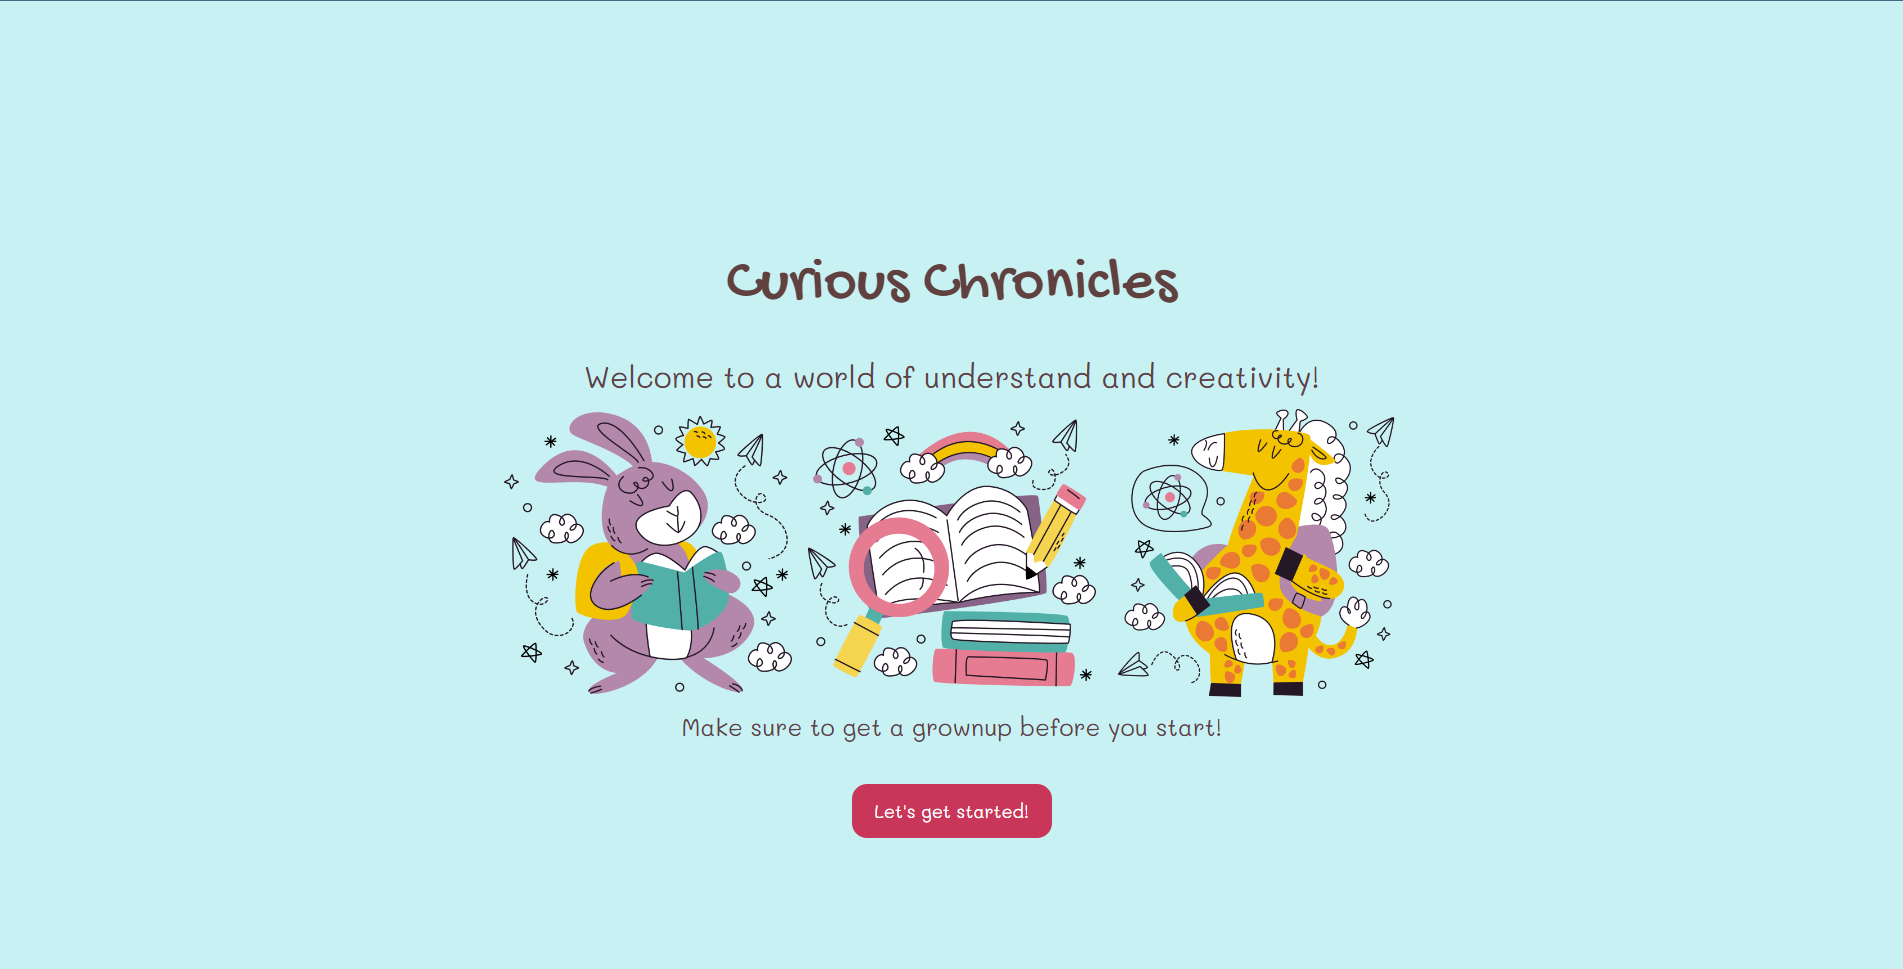 Curious Chronicles
Welcome to a world of understand and creativity!
Make sure to get a grownup before you start!
Let's get started!